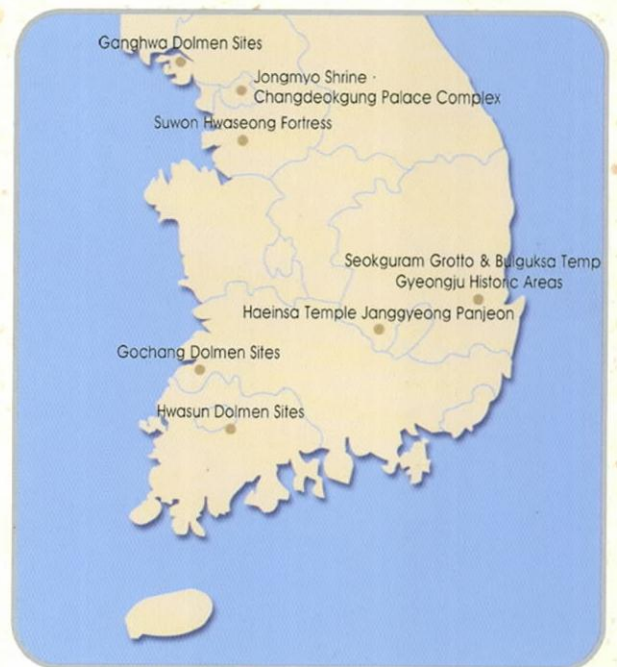 Ganghwa Dolmen Sites
Jongmyo Shrine ·
Changdeokgung Palace Complex
Suwon Hwaseong Fortress
Seokguram Grotto & Bulguksa Temp
Gyeongju Historic Areas
Haeinsa Temple Janggyeong Panjeon
Gochang Dolmen Sites
Hwasun Dolmen Sites